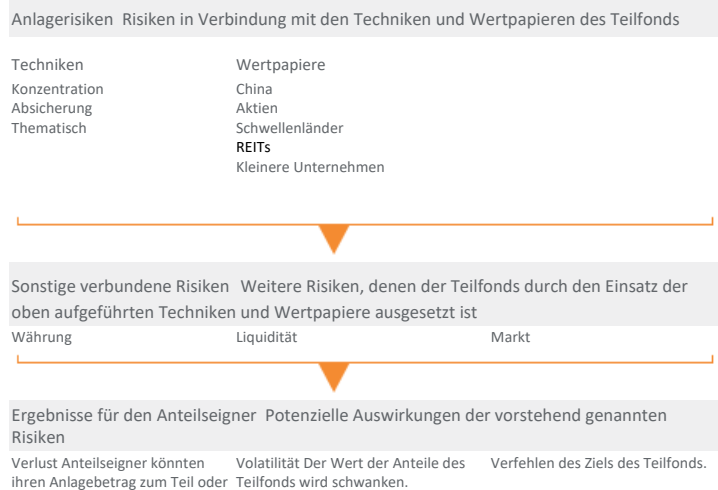 Anlagerisiken Risiken in Verbindung mit den Techniken und Wertpapieren des Teilfonds
Techniken
Konzentration
Absicherung
Thematisch
Wertpapiere
China
Aktien
Schwellenländer
REITs
Kleinere Unternehmen
Sonstige verbundene Risiken Weitere Risiken, denen der Teilfonds durch den Einsatz der
oben aufgeführten Techniken und Wertpapiere ausgesetzt ist
Währung
Liquidität
Markt
Ergebnisse für den Anteilseigner Potenzielle Auswirkungen der vorstehend genannten
Risiken
Verlust Anteilseigner könnten
ihren Anlagebetrag zum Teil oder
Volatilität Der Wert der Anteile des
Teilfonds wird schwanken.
Verfehlen des Ziels des Teilfonds.